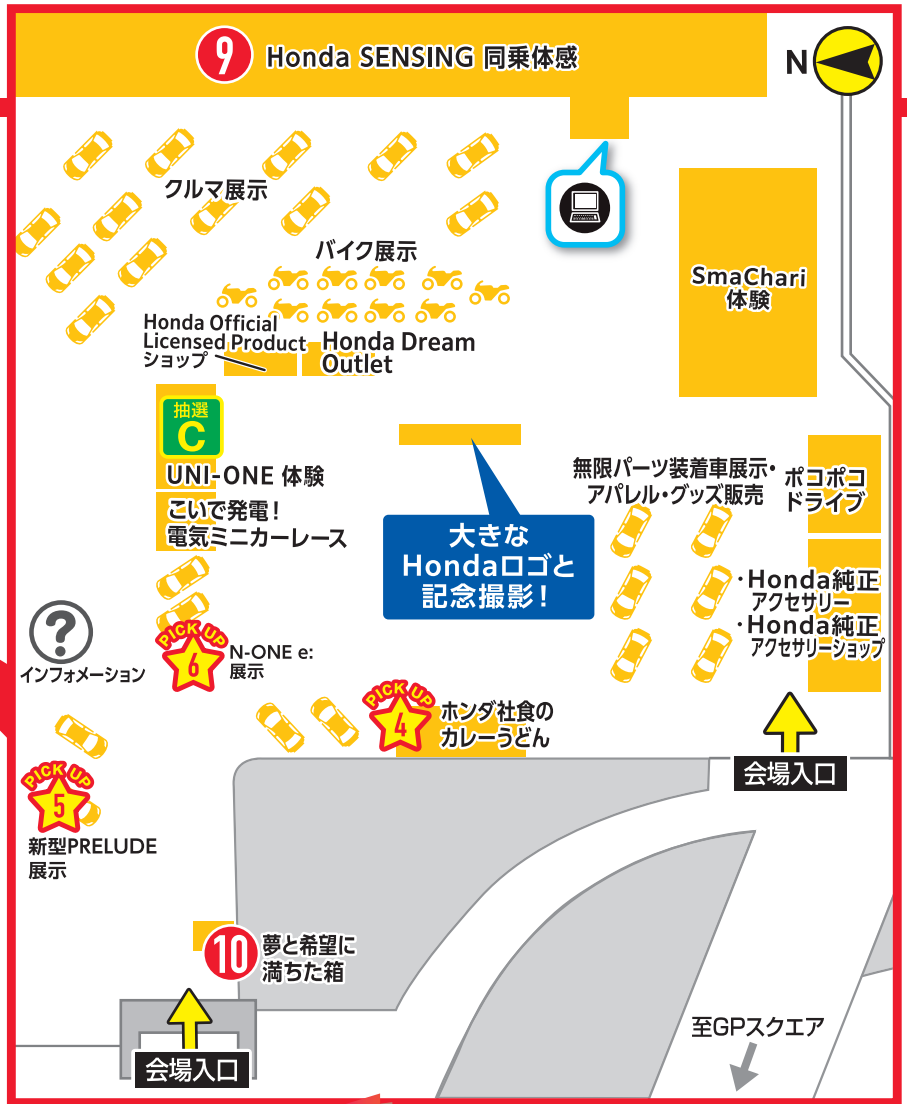 9 Honda SENSING 同乗体感
N
クルマ展示
バイク展示
SmaChari
体験
Honda Official
Licensed Product
ショップ
Honda Dream
Outlet
抽選
C
UNI-ONE 体験
こいで発電!
電気ミニカーレース
大きな
Hondaロゴと
記念撮影!
無限パーツ装着車展示・
アパレル・グッズ販売
ポコポコ
ドライブ
・Honda純正
アクセサリー
・Honda純正
アクセサリーショップ
?
インフォメーション
PICK UP
6
N-ONE e:
展示
PICK UP
4
ホンダ社食の
カレーうどん
会場入口
PICK UP
5
新型PRELUDE
展示
10
夢と希望に
満ちた箱
会場入口
至GPスクエア